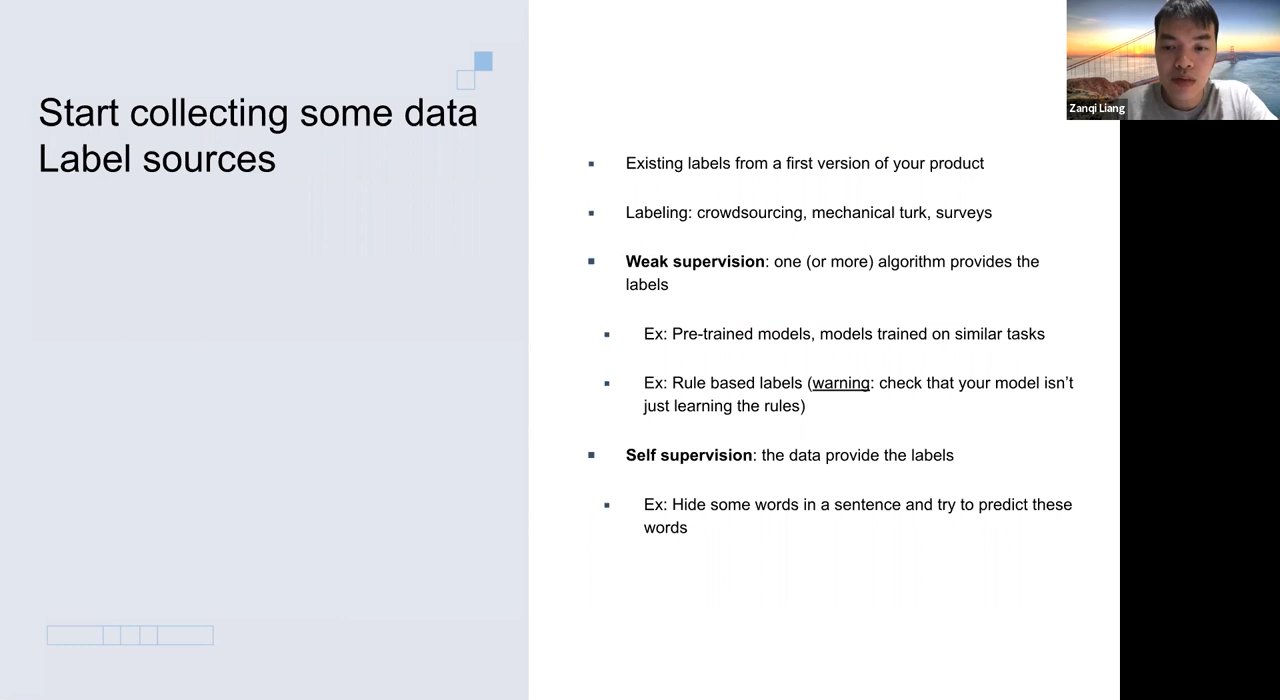 Start collecting some data
Label sources
Existing labels from a first version of your product
Labeling: crowdsourcing, mechanical turk, surveys
Weak supervision: one (or more) algorithm provides the
labels
Ex: Pre-trained models, models trained on similar tasks
Ex: Rule based labels (warning: check that your model isn’t
just learning the rules)
Self supervision: the data provide the labels
Ex: Hide some words in a sentence and try to predict these
words
Zanqi Liang